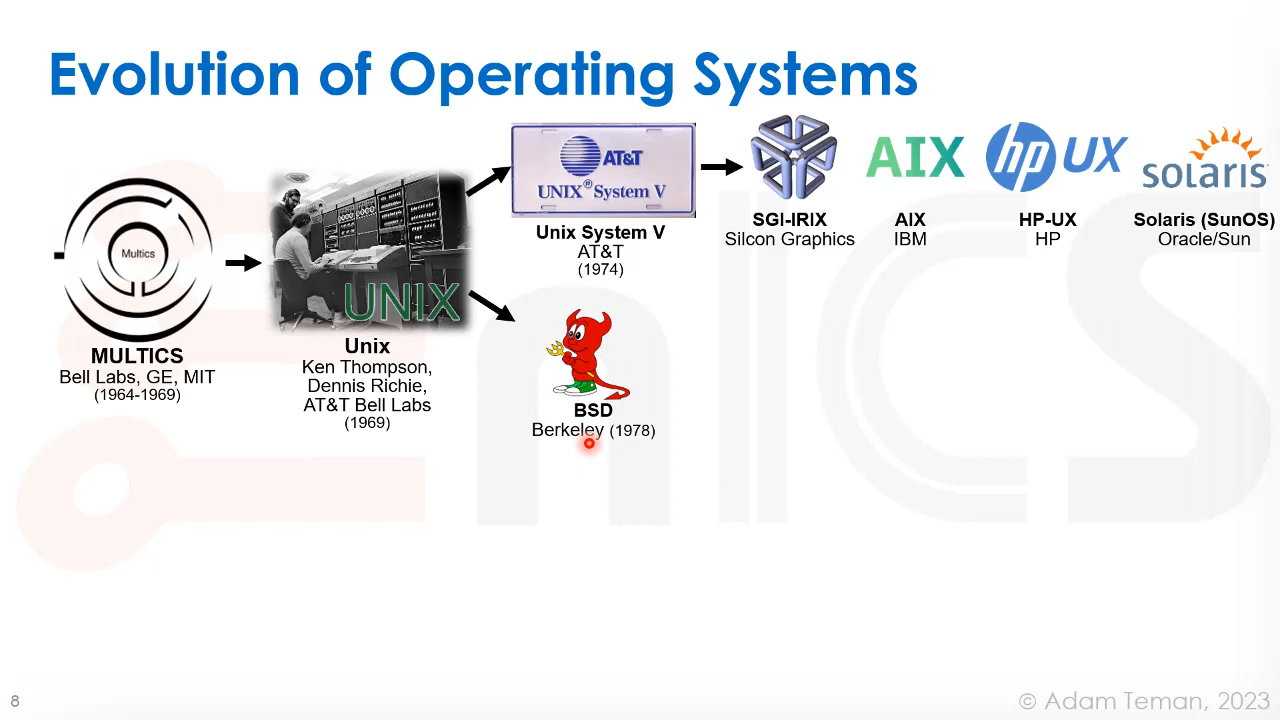 Evolution of Operating Systems
Multics
MULTICS
Bell Labs, GE, MIT
(1964-1969)
UNIX
Unix
Ken Thompson,
Dennis Richie,
AT&T Bell Labs
(1969)
AT&T
UNIX® System V
Unix System V
AT&T
(1974)
BSD
Berkeley (1978)
SGI-IRIX
Silcon Graphics
AIX
AIX
IBM
hp UX
HP-UX
HP
solaris
Solaris (SunOS)
Oracle/Sun
nICS
8
© Adam Teman, 2023